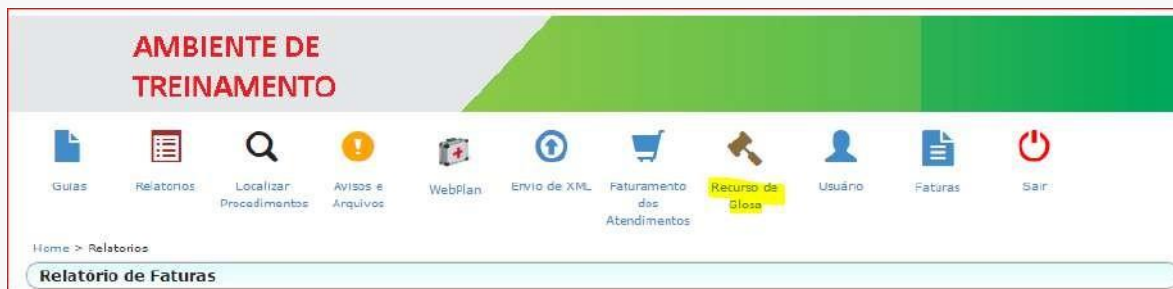 AMBIENTE DE
TREINAMENTO
Guias
Relatorios
Localizar
Procedimentos
Avisos e
Arquivos
WebPlan
Envio de XML
Faturamento
dos
Atendimentos
Recurso de
Glosa
Usuário
Faturas
Sair
Home > Relatorios
Relatório de Faturas